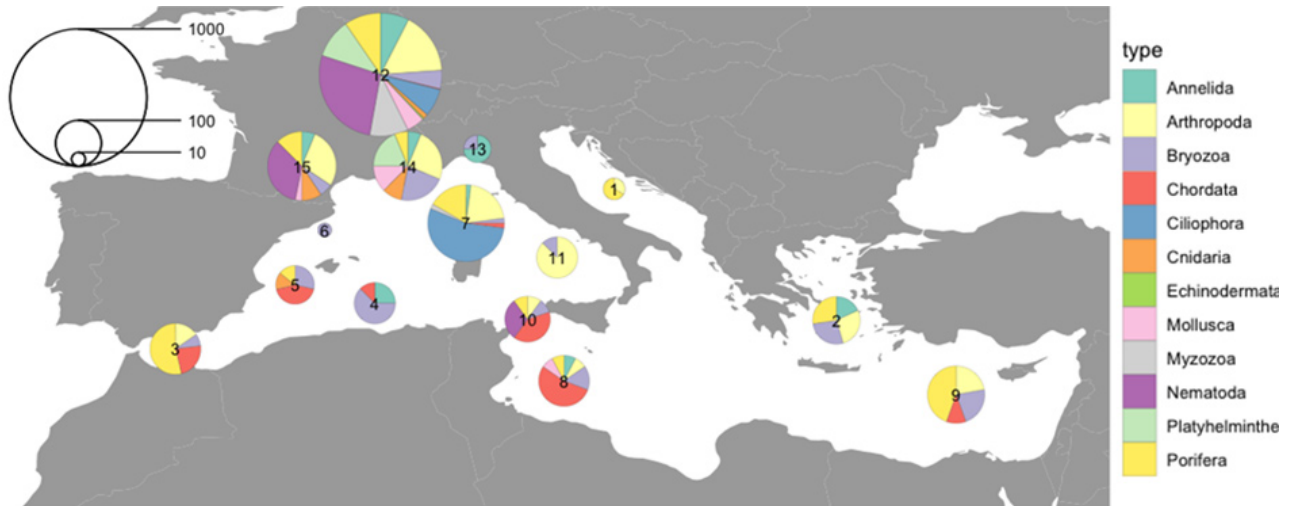 1000
100
10
12
15
14
13
1
6
7
11
5
4
10
2
3
8
9
type
Annelida
Arthropoda
Bryozoa
Chordata
Ciliophora
Cnidaria
Echinodermata
Mollusca
Myzozoa
Nematoda
Platyhelminthe
Porifera